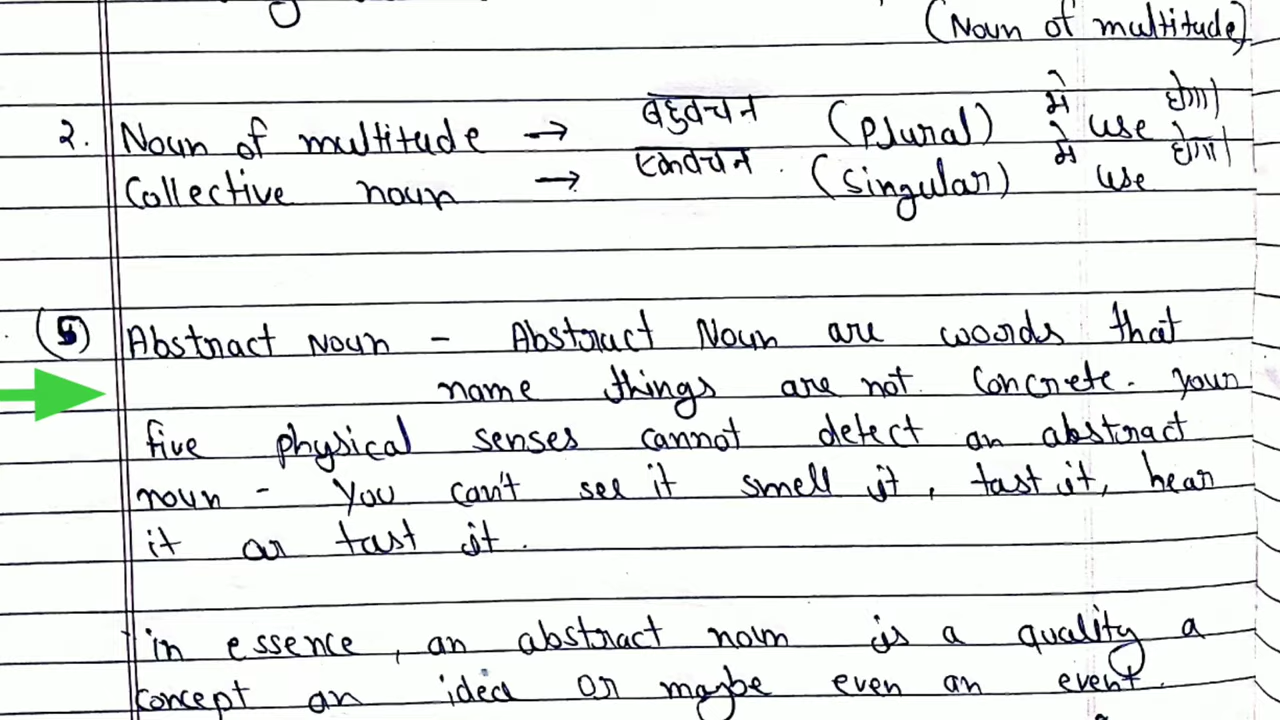 (Noun of multitude)
2. Noun of multitude → बहुवचन (Plural) में use होगा।
Collective noun → एकवचन (singular) में use होगा।
(5) Abstract Noun - Abstract Noun are words that
name things are not concrete. your
five physical senses cannot detect an abstract
noun - you can't see it smell it, tast it, hear
it or tast it.
in essence, an abstract noun is a quality a
concept an idea or maybe even an event.